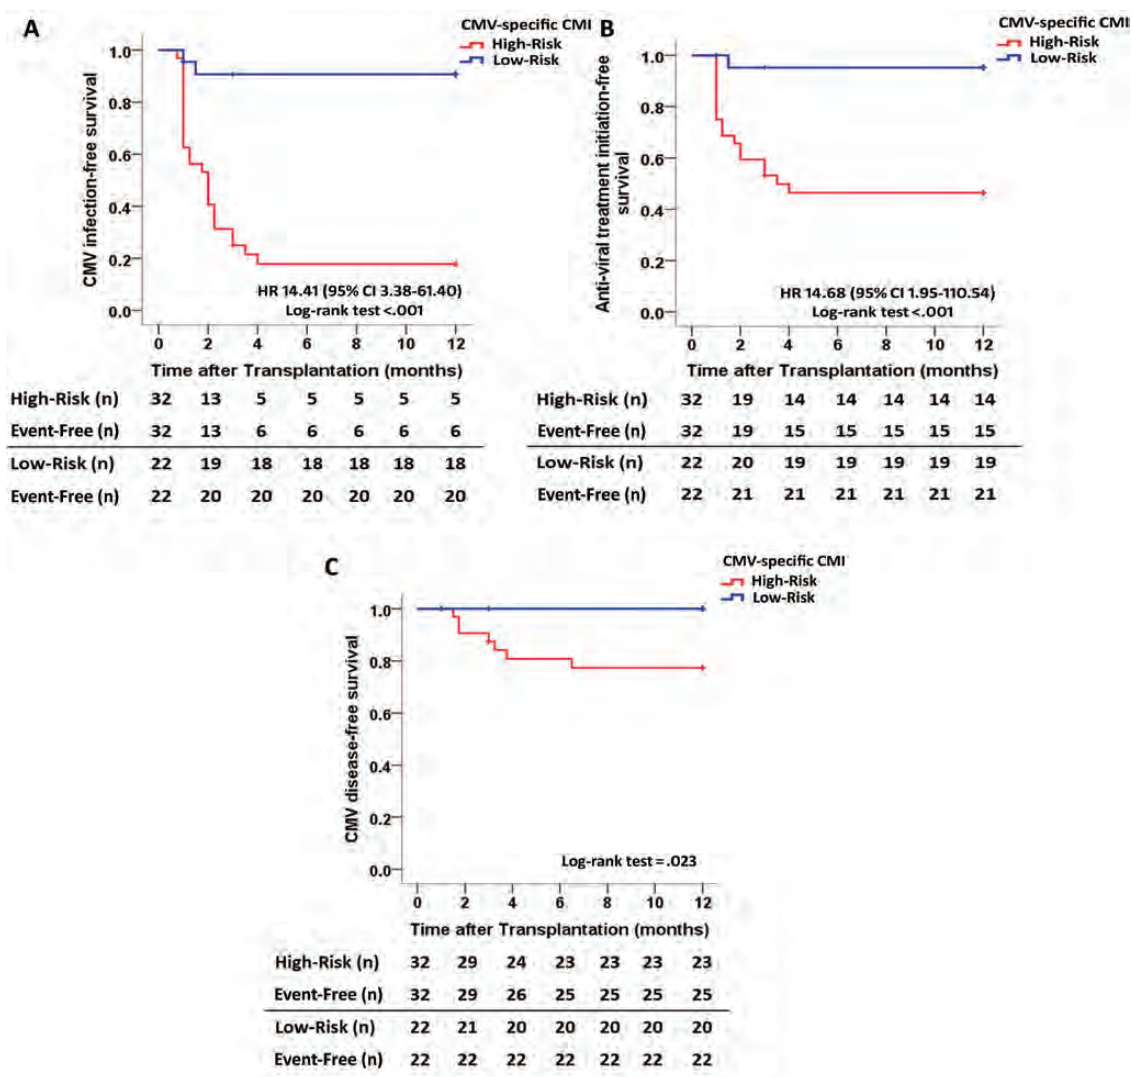 A
CMV-specific CMI
High-Risk
Low-Risk
CMV infection-free survival
1.0
0.8
0.6
0.4
0.2
0.0
HR 14.41 (95% CI 3.38-61.40)
Log-rank test <.001
0 2 4 6 8 10 12
Time after Transplantation (months)
High-Risk (n) 32 13 5 5 5 5 5
Event-Free (n) 32 13 6 6 6 6 6
Low-Risk (n) 22 19 18 18 18 18 18
Event-Free (n) 22 20 20 20 20 20 20
B
CMV-specific CMI
High-Risk
Low-Risk
Anti-viral treatment initiation-free
survival
1.0
0.8
0.6
0.4
0.2
0.0
HR 14.68 (95% CI 1.95-110.54)
Log-rank test <.001
0 2 4 6 8 10 12
Time after Transplantation (months)
High-Risk (n) 32 19 14 14 14 14 14
Event-Free (n) 32 19 15 15 15 15 15
Low-Risk (n) 22 20 19 19 19 19 19
Event-Free (n) 22 21 21 21 21 21 21
C
CMV-specific CMI
High-Risk
Low-Risk
CMV disease-free survival
1.0
0.8
0.6
0.4
0.2
0.0
Log-rank test = .023
0 2 4 6 8 10 12
Time after Transplantation (months)
High-Risk (n) 32 29 24 23 23 23 23
Event-Free (n) 32 29 26 25 25 25 25
Low-Risk (n) 22 21 20 20 20 20 20
Event-Free (n) 22 22 22 22 22 22 22